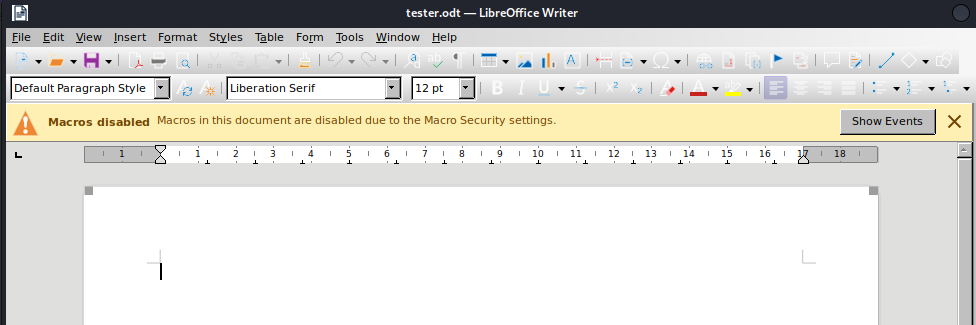 tester.odt — LibreOffice Writer
File Edit View Insert Format Styles Table Form Tools Window Help
Default Paragraph Style Liberation Serif 12 pt B I U S A
Macros disabled Macros in this document are disabled due to the Macro Security settings. Show Events
1 1 2 3 4 5 6 7 8 9 10 11 12 13 14 15 16 17 18